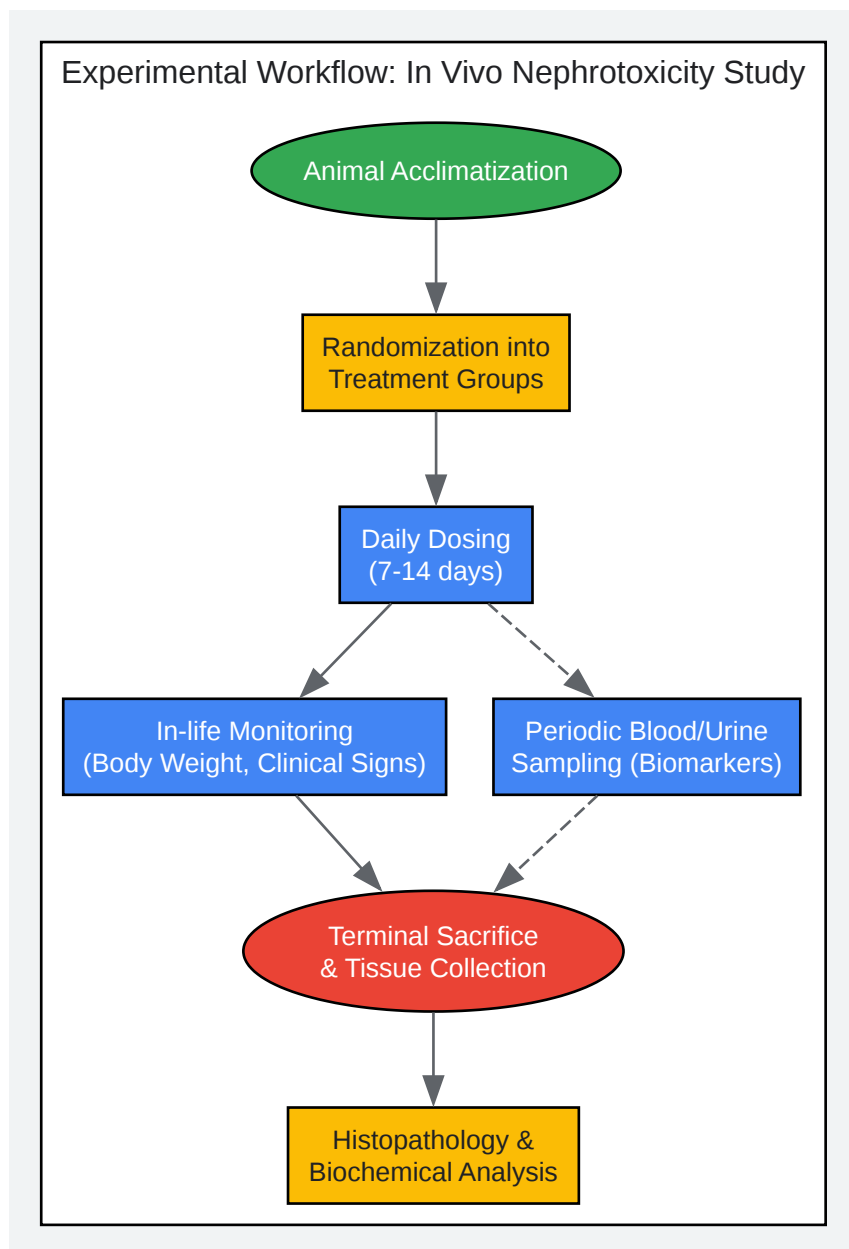 Experimental Workflow: In Vivo Nephrotoxicity Study
Animal Acclimatization
Randomization into
Treatment Groups
Daily Dosing
(7-14 days)
In-life Monitoring
(Body Weight, Clinical Signs)
Periodic Blood/Urine
Sampling (Biomarkers)
Terminal Sacrifice
& Tissue Collection
Histopathology &
Biochemical Analysis